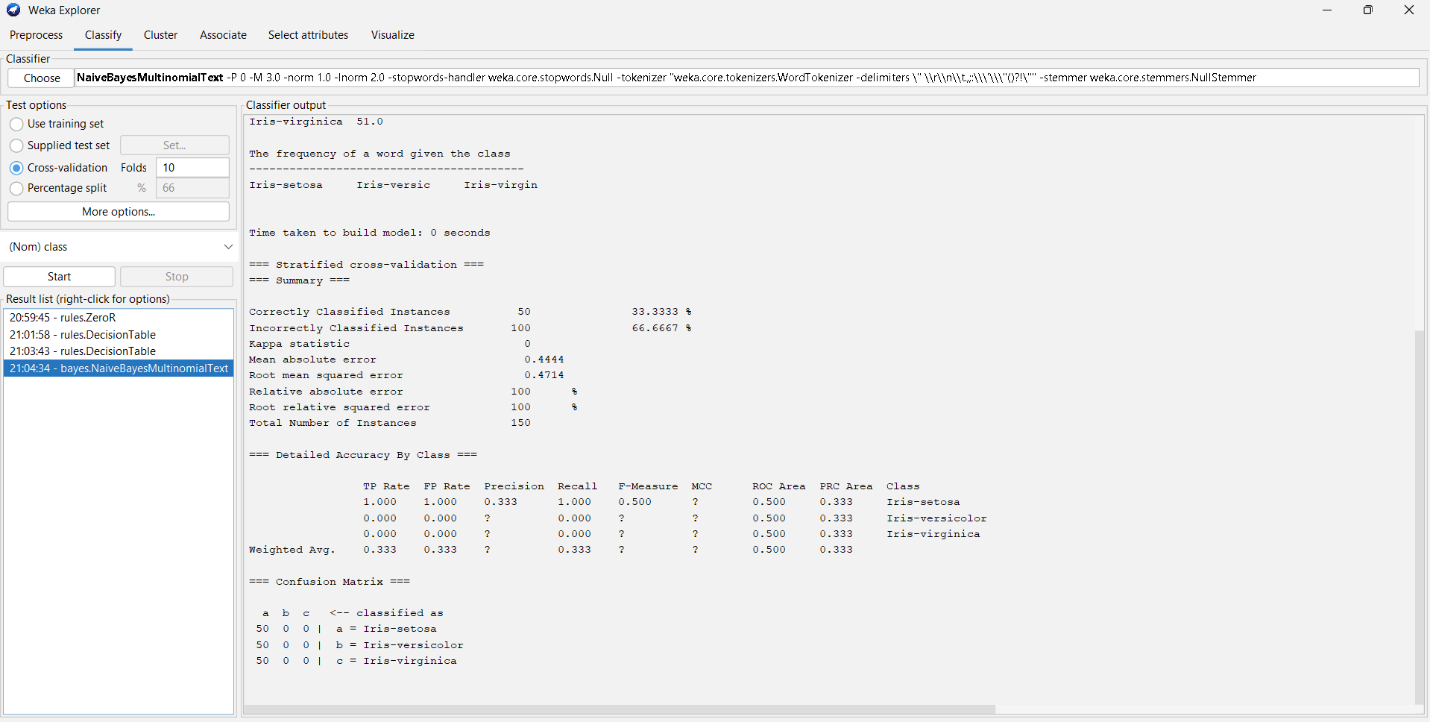 Weka Explorer
Preprocess Classify Cluster Associate Select attributes Visualize
Classifier
Choose NaiveBayesMultinomialText -P 0 -M 3.0 -norm 1.0 -lnorm 2.0 -stopwords-handler weka.core.stopwords.Null -tokenizer "weka.core.tokenizers.WordTokenizer -delimiters \" \\r\\n\\t.,;:\\\'\\\"()?!\"" -stemmer weka.core.stemmers.NullStemmer
Test options
Use training set
Supplied test set Set...
Cross-validation Folds 10
Percentage split % 66
More options...
(Nom) class
Start Stop
Result list (right-click for options)
20:59:45 - rules.ZeroR
21:01:58 - rules.DecisionTable
21:03:43 - rules.DecisionTable
21:04:34 - bayes.NaiveBayesMultinomialText
Classifier output
Iris-virginica 51.0
The frequency of a word given the class
-----------------------------------------
Iris-setosa Iris-versic Iris-virgin
Time taken to build model: 0 seconds
=== Stratified cross-validation ===
=== Summary ===
Correctly Classified Instances 50 33.3333 %
Incorrectly Classified Instances 100 66.6667 %
Kappa statistic 0
Mean absolute error 0.4444
Root mean squared error 0.4714
Relative absolute error 100 %
Root relative squared error 100 %
Total Number of Instances 150
=== Detailed Accuracy By Class ===
TP Rate FP Rate Precision Recall F-Measure MCC ROC Area PRC Area Class
1.000 1.000 0.333 1.000 0.500 ? 0.500 0.333 Iris-setosa
0.000 0.000 ? 0.000 ? ? 0.500 0.333 Iris-versicolor
0.000 0.000 ? 0.000 ? ? 0.500 0.333 Iris-virginica
Weighted Avg. 0.333 0.333 ? 0.333 ? ? 0.500 0.333
=== Confusion Matrix ===
a b c <-- classified as
50 0 0 | a = Iris-setosa
50 0 0 | b = Iris-versicolor
50 0 0 | c = Iris-virginica